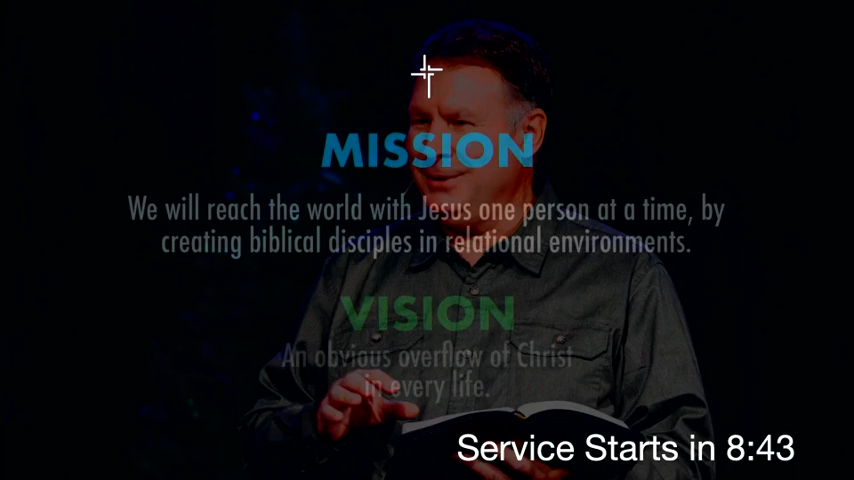 MISSION
We will reach the world with Jesus one person at a time, by
creating biblical disciples in relational environments.
VISION
An obvious overflow of Christ
in every life.
Service Starts in 8:43